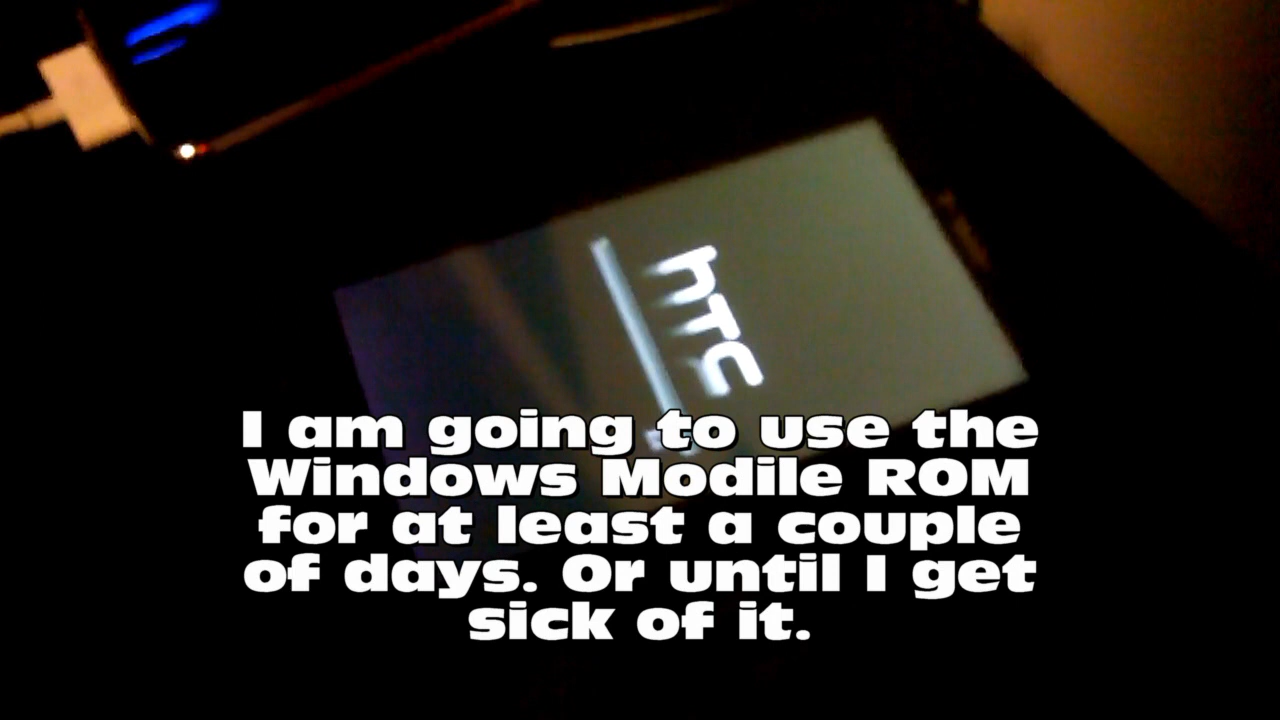 hTC
I am going to use the
Windows Modile ROM
for at least a couple
of days. Or until I get
sick of it.